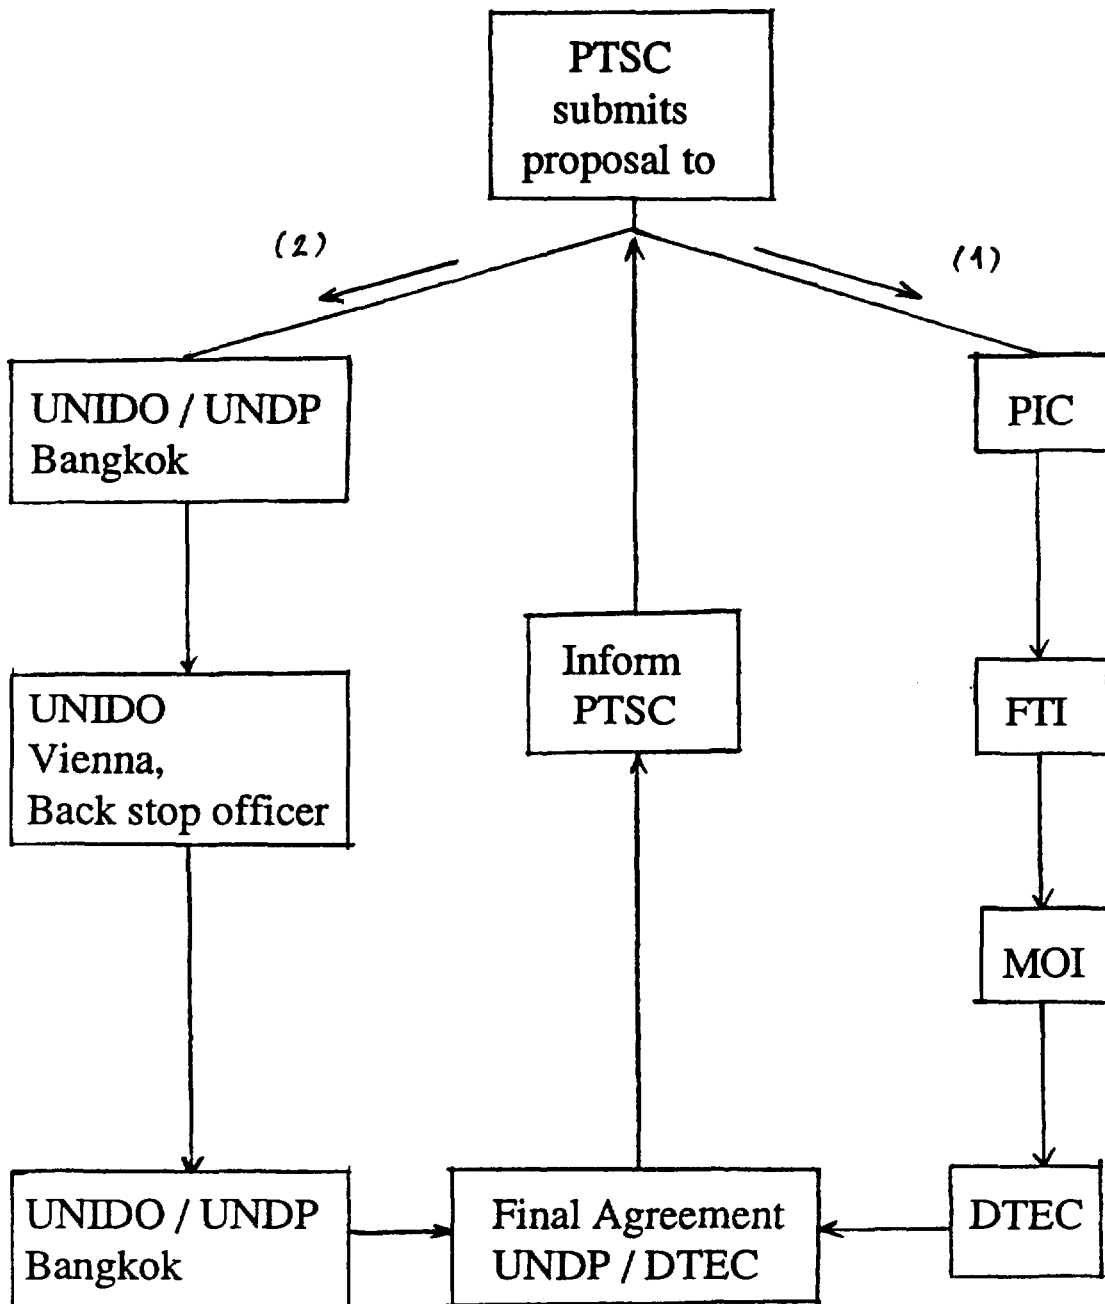 PTSC
submits
proposal to
(2)
(1)
UNIDO / UNDP
Bangkok
PIC
Inform
PTSC
UNIDO
Vienna,
Back stop officer
FTI
MOI
UNIDO / UNDP
Bangkok
Final Agreement
UNDP / DTEC
DTEC